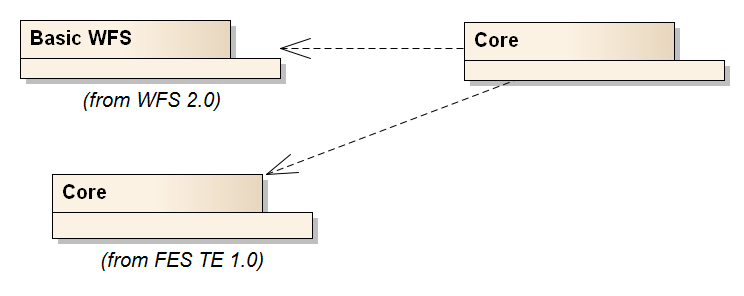 Basic WFS
Core
(from WFS 2.0)
Core
(from FES TE 1.0)